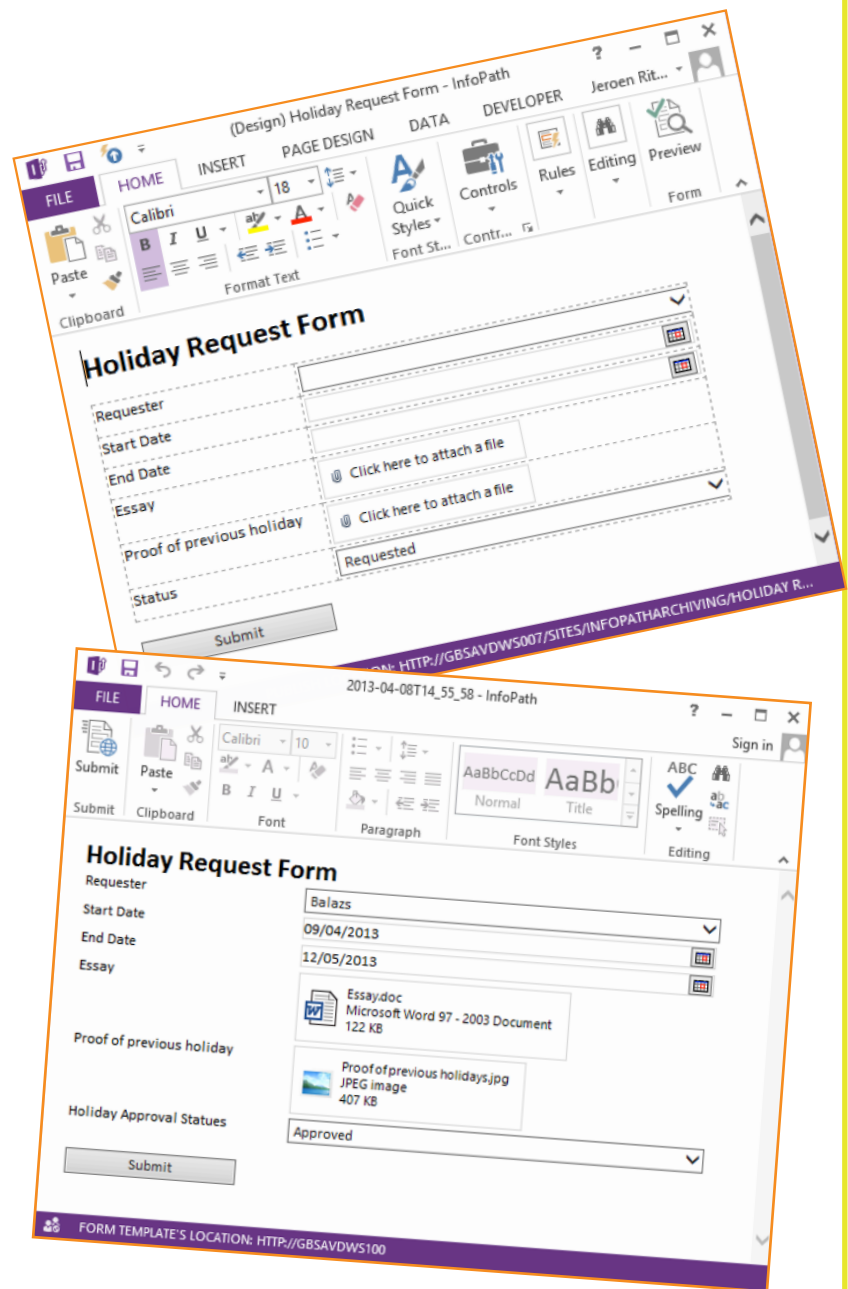 (Design) Holiday Request Form - InfoPath
?
Jeroen Rit...
FILE
HOME
INSERT
PAGE DESIGN
DATA
DEVELOPER
Paste
Clipboard
Calibri
18
B I U
A
Format Text
Quick
Styles
Font St...
Controls
Contr...
Rules
Editing
Preview
Form
Holiday Request Form
Requester
Start Date
End Date
Essay
Click here to attach a file
Proof of previous holiday
Click here to attach a file
Status
Requested
Submit
HTTP://GBSAVDWS007/SITES/INFOPATHARCHIVING/HOLIDAY R...
2013-04-08T14_55_58 - InfoPath
?
Sign in
FILE
HOME
INSERT
Submit
Submit
Paste
Clipboard
Calibri
10
A
B I U
Font
Paragraph
AaBbCcDd
Normal
AaBb
Title
Font Styles
ABC
Spelling
Editing
Holiday Request Form
Requester
Balazs
Start Date
09/04/2013
End Date
12/05/2013
Essay
Essay.doc
Microsoft Word 97 - 2003 Document
122 KB
Proof of previous holiday
Proof of previous holidays.jpg
JPEG image
407 KB
Holiday Approval Statues
Approved
Submit
FORM TEMPLATE'S LOCATION: HTTP://GBSAVDWS100